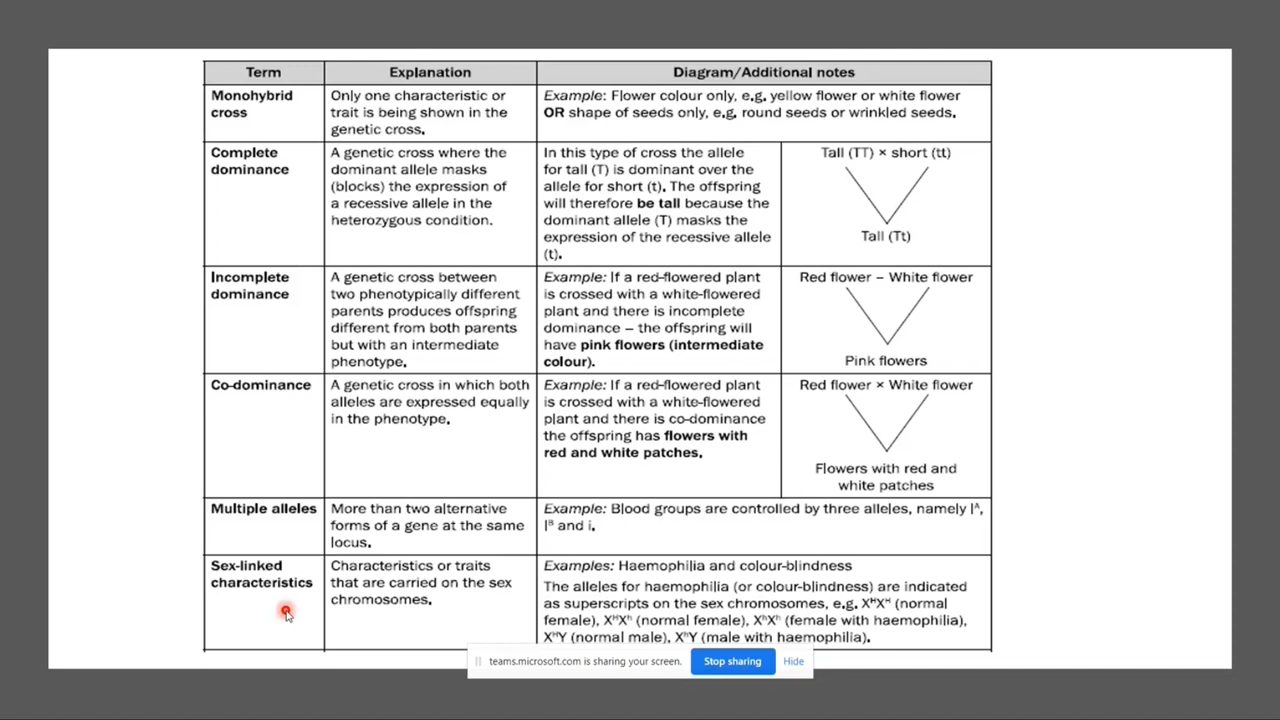 Term Explanation Diagram/Additional notes
Monohybrid
cross
Only one characteristic or
trait is being shown in the
genetic cross.
Example: Flower colour only, e.g. yellow flower or white flower
OR shape of seeds only, e.g. round seeds or wrinkled seeds.
Complete
dominance
A genetic cross where the
dominant allele masks
(blocks) the expression of
a recessive allele in the
heterozygous condition.
In this type of cross the allele
for tall (T) is dominant over the
allele for short (t). The offspring
will therefore be tall because the
dominant allele (T) masks the
expression of the recessive allele
(t).
Tall (TT) × short (tt)
Tall (Tt)
Incomplete
dominance
A genetic cross between
two phenotypically different
parents produces offspring
different from both parents
but with an intermediate
phenotype.
Example: If a red-flowered plant
is crossed with a white-flowered
plant and there is incomplete
dominance – the offspring will
have pink flowers (intermediate
colour).
Red flower – White flower
Pink flowers
Co-dominance
A genetic cross in which both
alleles are expressed equally
in the phenotype.
Example: If a red-flowered plant
is crossed with a white-flowered
plant and there is co-dominance
the offspring has flowers with
red and white patches.
Red flower × White flower
Flowers with red and
white patches
Multiple alleles
More than two alternative
forms of a gene at the same
locus.
Example: Blood groups are controlled by three alleles, namely Iᴬ,
Iᴮ and i.
Sex-linked
characteristics
Characteristics or traits
that are carried on the sex
chromosomes.
Examples: Haemophilia and colour-blindness
The alleles for haemophilia (or colour-blindness) are indicated
as superscripts on the sex chromosomes, e.g. XᴴXᴴ (normal
female), XᴴXʰ (normal female), XʰXʰ (female with haemophilia),
XᴴY (normal male), XʰY (male with haemophilia).
teams.microsoft.com is sharing your screen. Stop sharing Hide